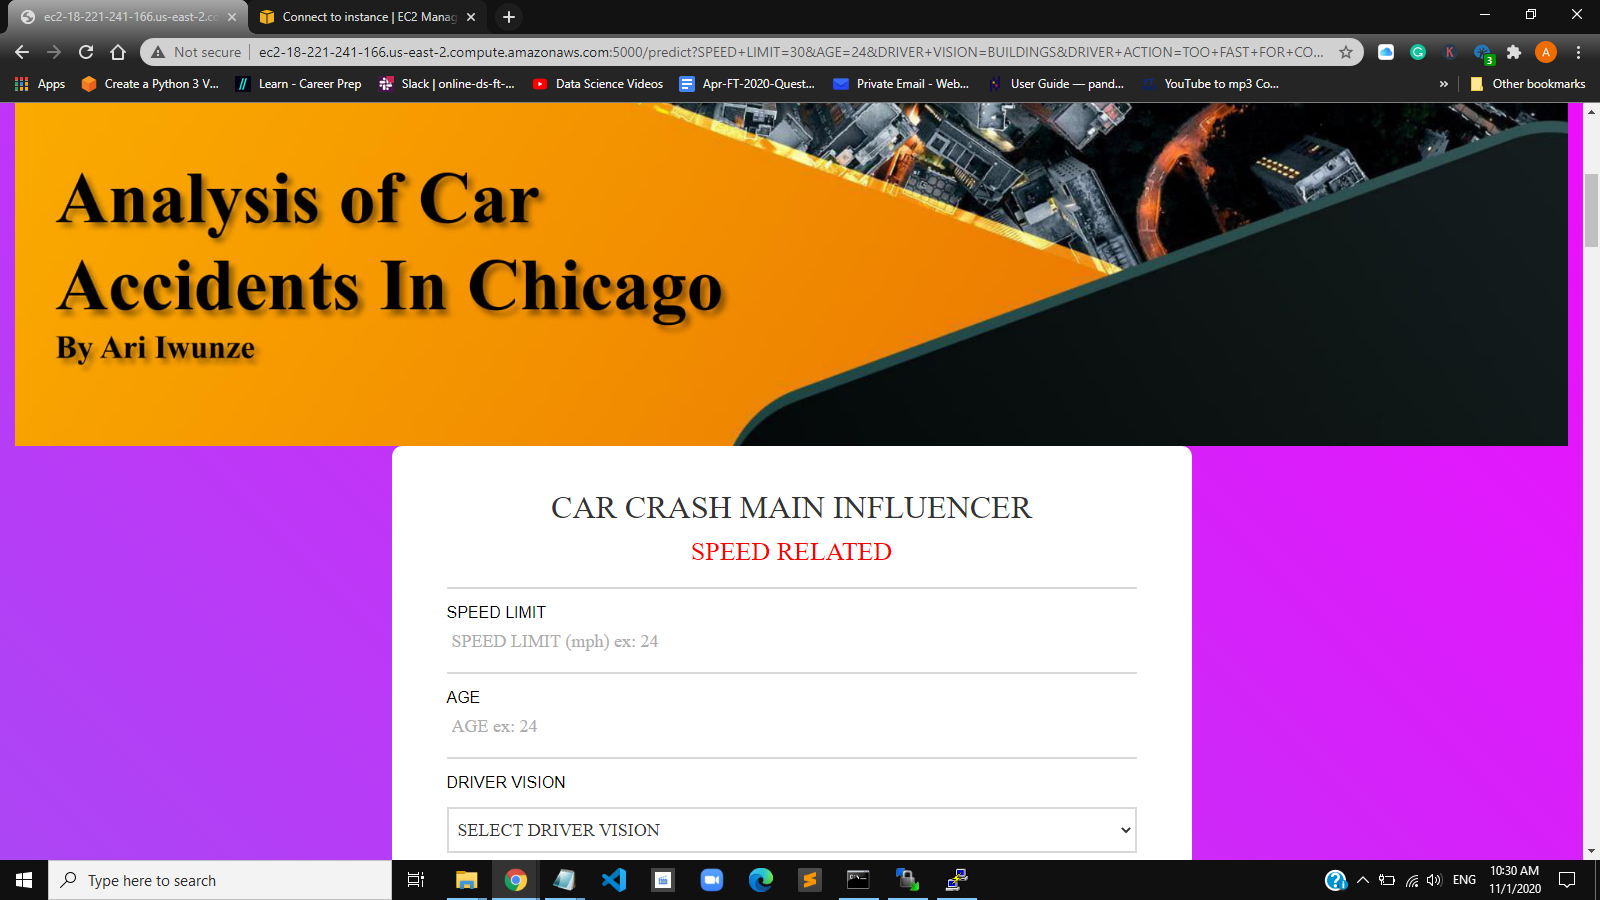 ec2-18-221-241-166.us-east-2.cc
Connect to instance | EC2 Manag
Not secure
ec2-18-221-241-166.us-east-2.compute.amazonaws.com:5000/predict?SPEED+LIMIT=30&AGE=24&DRIVER+VISION=BUILDINGS&DRIVER+ACTION=TOO+FAST+FOR+CO...
A
3
Apps
Create a Python 3 V...
Learn - Career Prep
Slack | online-ds-ft-...
Data Science Videos
Apr-FT-2020-Quest...
Private Email - Web...
User Guide — pand...
YouTube to mp3 Co...
»
Other bookmarks
Analysis of Car
Accidents In Chicago
By Ari Iwunze
CAR CRASH MAIN INFLUENCER
SPEED RELATED
SPEED LIMIT
SPEED LIMIT (mph) ex: 24
AGE
AGE ex: 24
DRIVER VISION
SELECT DRIVER VISION
Type here to search
ENG
10:30 AM
11/1/2020